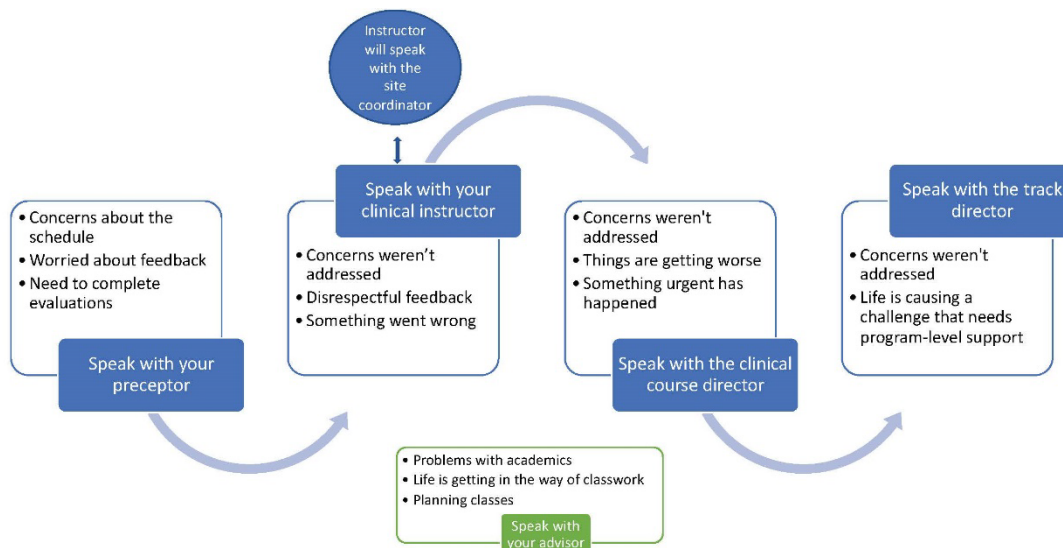 Instructor
will speak
with the
site
coordinator
• Concerns about the
schedule
• Worried about feedback
• Need to complete
evaluations
Speak with your
preceptor
Speak with your
clinical instructor
• Concerns weren’t
addressed
• Disrespectful feedback
• Something went wrong
• Concerns weren't
addressed
• Things are getting worse
• Something urgent has
happened
Speak with the clinical
course director
Speak with the track
director
• Concerns weren't
addressed
• Life is causing a
challenge that needs
program-level support
• Problems with academics
• Life is getting in the way of classwork
• Planning classes
Speak with
your advisor